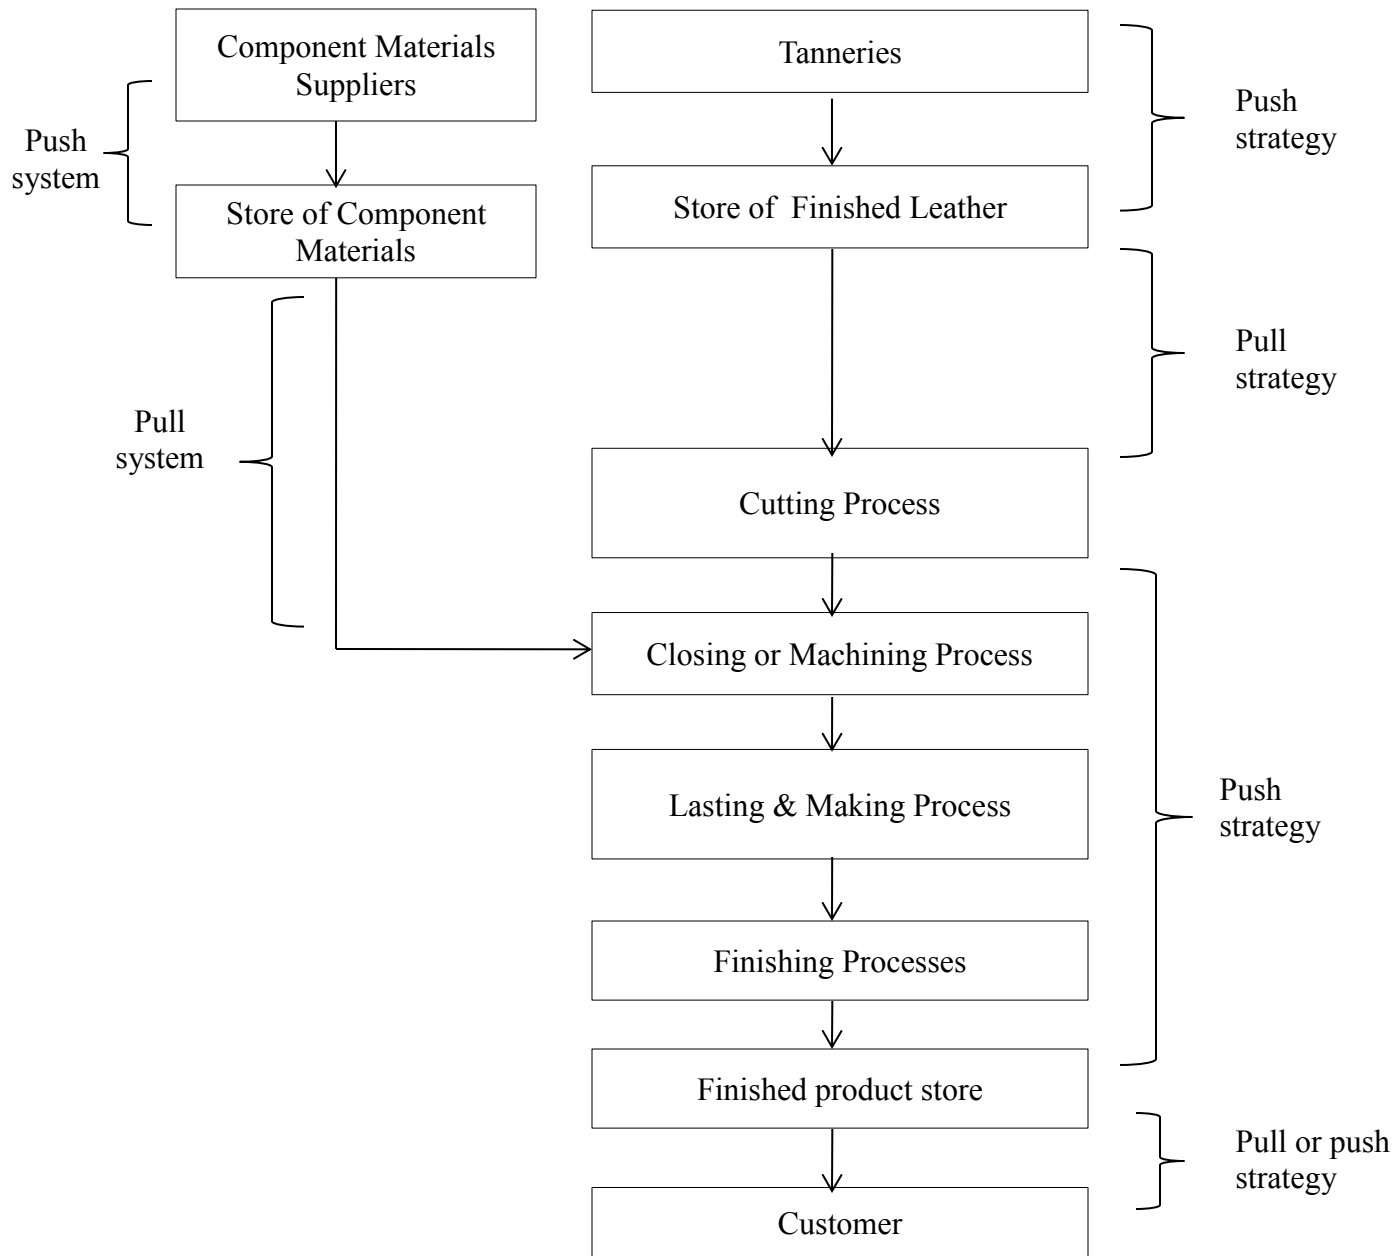 Component Materials
Suppliers
Tanneries
Push
strategy
Push
system
Store of Component
Materials
Store of Finished Leather
Pull
strategy
Pull
system
Cutting Process
Closing or Machining Process
Lasting & Making Process
Push
strategy
Finishing Processes
Finished product store
Pull or push
strategy
Customer